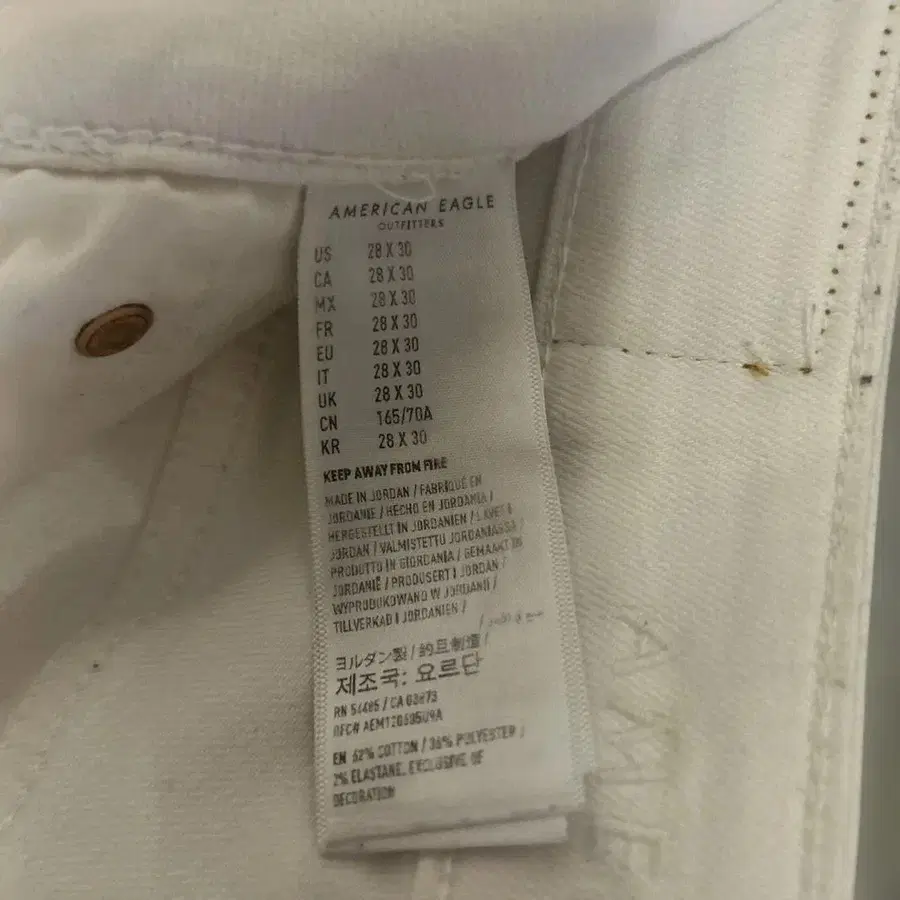 AMERICAN EAGLE
OUTFITTERS
US 28 X 30
CA 28 X 30
MX 28 X 30
FR 28 X 30
EU 28 X 30
IT 28 X 30
UK 28 X 30
CN 165/70A
KR 28 X 30
KEEP AWAY FROM FIRE
MADE IN JORDAN / FABRIQUÉ EN
JORDANIE / HECHO EN JORDANIA /
HERGESTELLT IN JORDANIEN /
JORDAN / VALMISTETTU JORDANIASSA /
PRODOTTO IN GIORDANIA / GEMAAKT IN
JORDANIË / PRODUSERT I JORDAN /
WYPRODUKOWANO W JORDANII /
TILLVERKAD I JORDANIEN /
ヨルダン製 / 約旦制造 /
제조국: 요르단
RN 54485 / CA 03873
RFC# AEM120605U9A
EN 62% COTTON / 36% POLYESTER /
2% ELASTANE, EXCLUSIVE OF
DECORATION